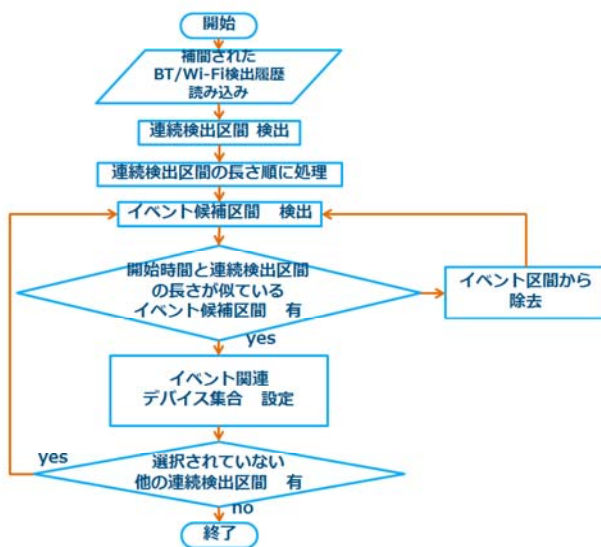 開始
補間された
BT/Wi-Fi検出履歴
読み込み
連続検出区間 検出
連続検出区間の長さ順に処理
イベント候補区間　検出
開始時間と連続検出区間
の長さが似ている
イベント候補区間　有
イベント区間から
除去
yes
イベント関連
デバイス集合　設定
yes
選択されていない
他の連続検出区間　有
no
終了